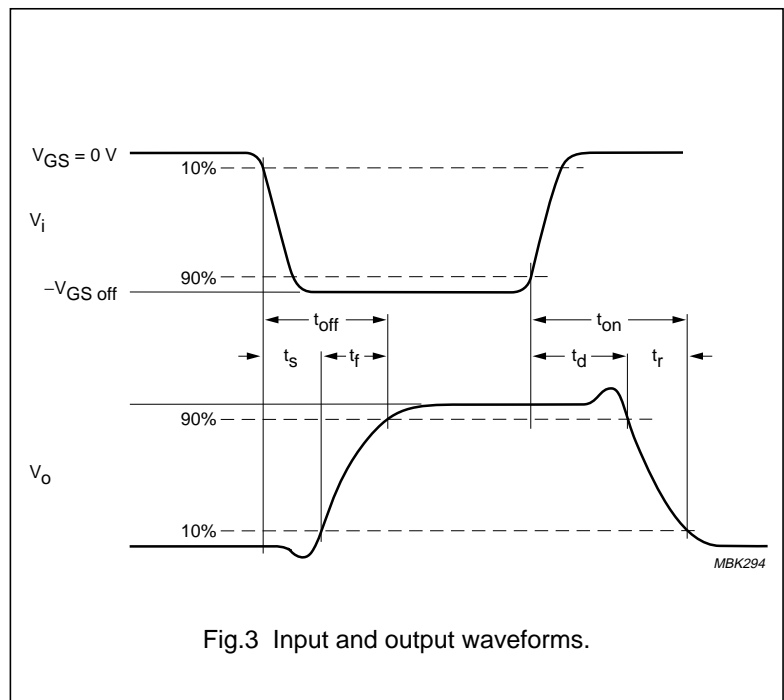 V_GS = 0 V
10%
V_i
90%
−V_GS off
t_off
t_on
t_s
t_f
t_d
t_r
90%
V_o
10%
MBK294
Fig.3 Input and output waveforms.